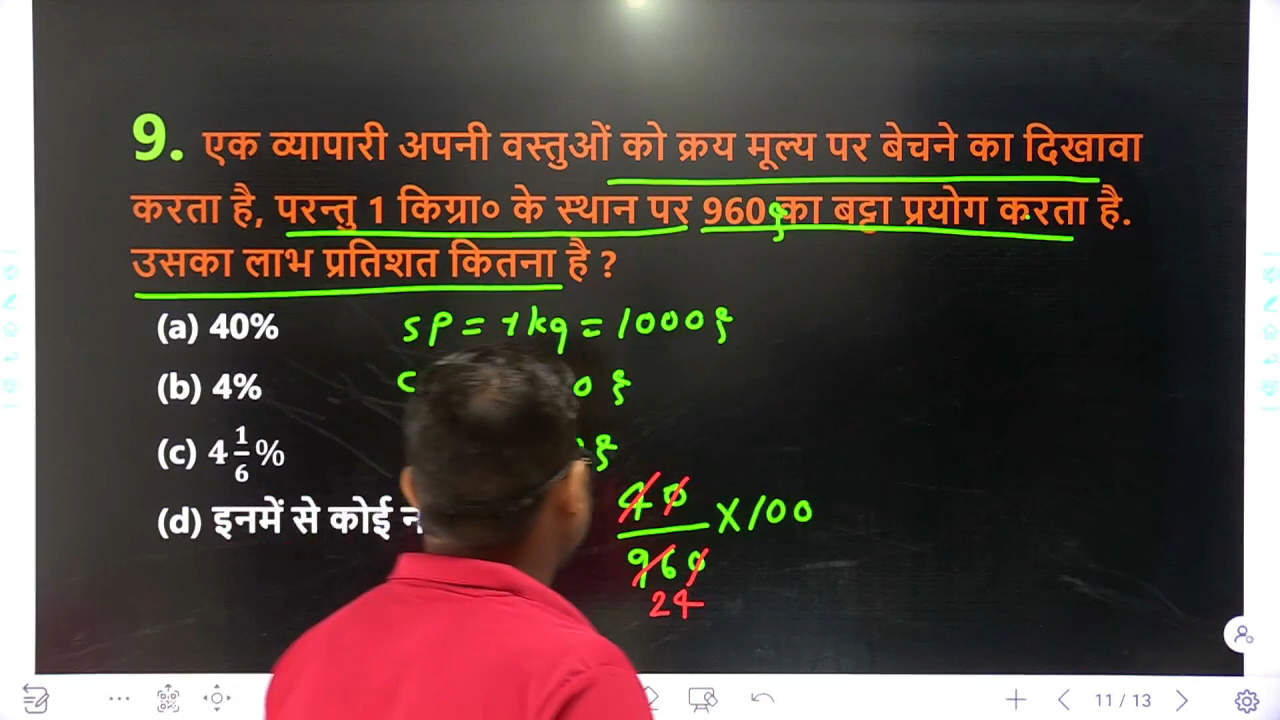 9. एक व्यापारी अपनी वस्तुओं को क्रय मूल्य पर बेचने का दिखावा
करता है, परन्तु 1 किग्रा० के स्थान पर 960 g का बट्टा प्रयोग करता है.
उसका लाभ प्रतिशत कितना है ?
(a) 40%
SP = 1kg = 1000g
(b) 4%
C 0 g
(c) 4 1/6 %
g
(d) इनमें से कोई न
40/960 × 100
24
11 / 13